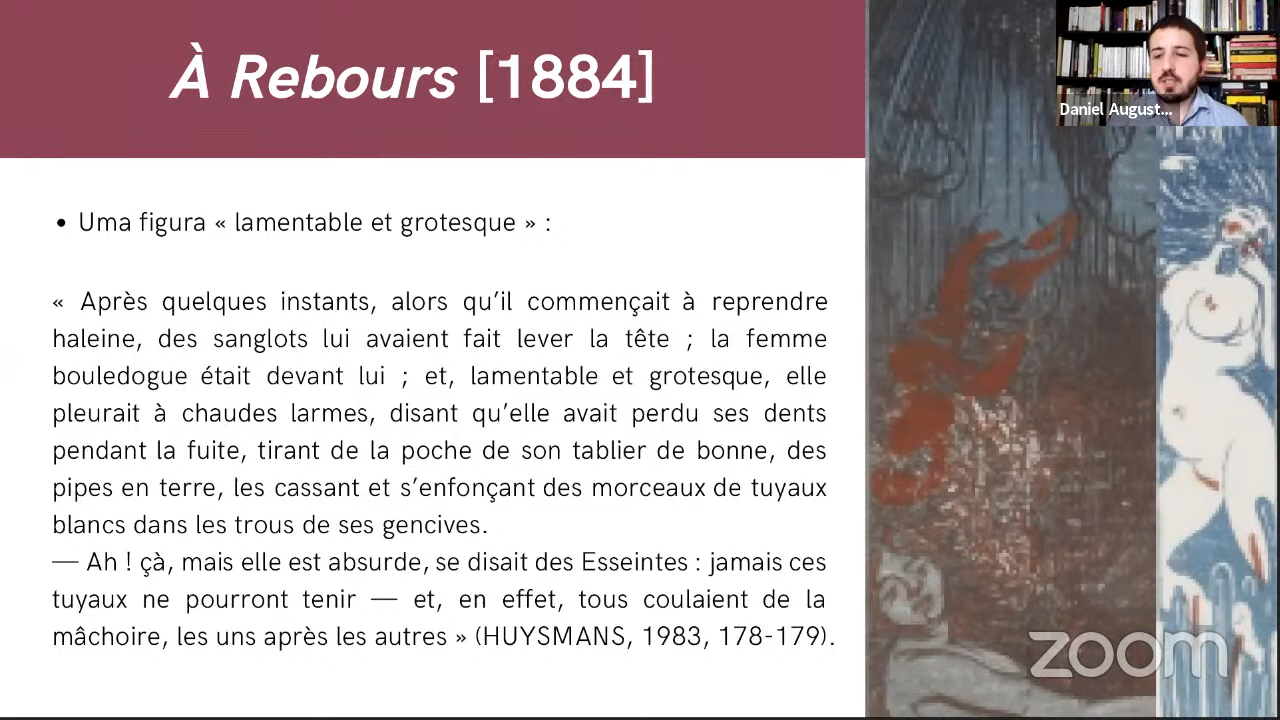 À Rebours [1884]
Daniel August...
• Uma figura « lamentable et grotesque » :
« Après quelques instants, alors qu’il commençait à reprendre
haleine, des sanglots lui avaient fait lever la tête ; la femme
bouledogue était devant lui ; et, lamentable et grotesque, elle
pleurait à chaudes larmes, disant qu’elle avait perdu ses dents
pendant la fuite, tirant de la poche de son tablier de bonne, des
pipes en terre, les cassant et s’enfonçant des morceaux de tuyaux
blancs dans les trous de ses gencives.
— Ah ! çà, mais elle est absurde, se disait des Esseintes : jamais ces
tuyaux ne pourront tenir — et, en effet, tous coulaient de la
mâchoire, les uns après les autres » (HUYSMANS, 1983, 178-179).
zoom